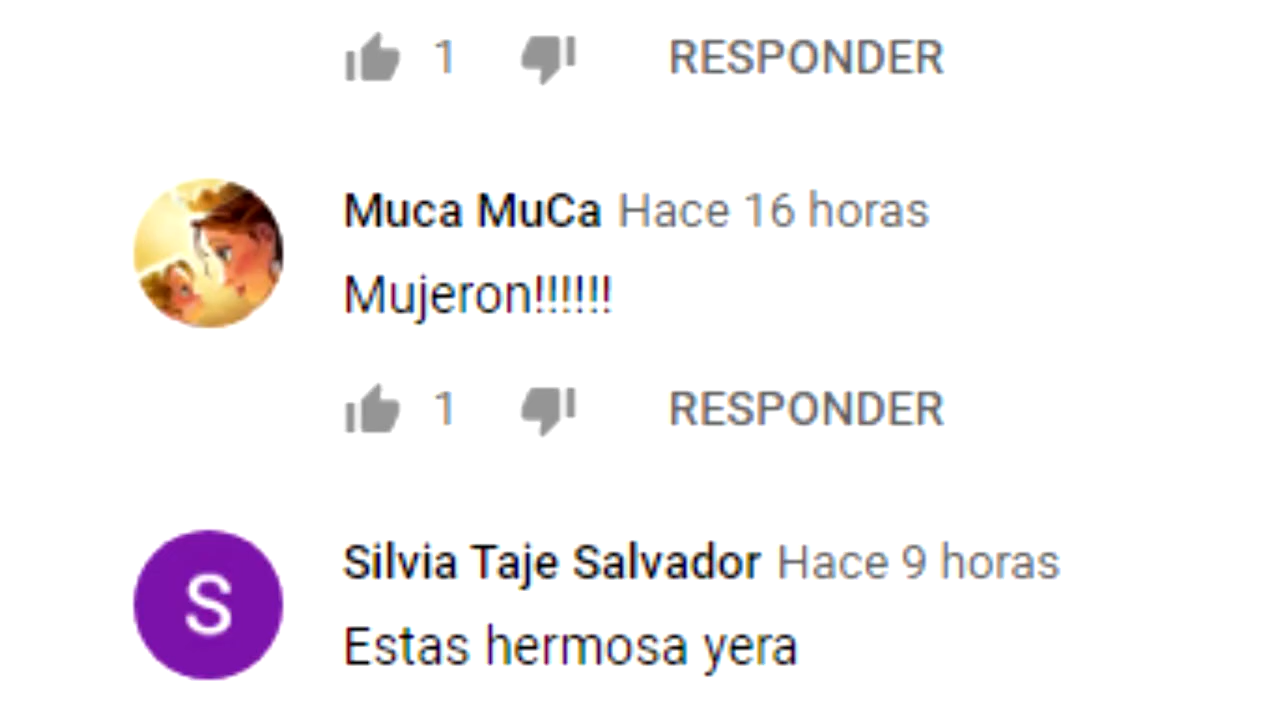 1 RESPONDER
Muca MuCa Hace 16 horas
Mujeron!!!!!!
1 RESPONDER
S
Silvia Taje Salvador Hace 9 horas
Estas hermosa yera